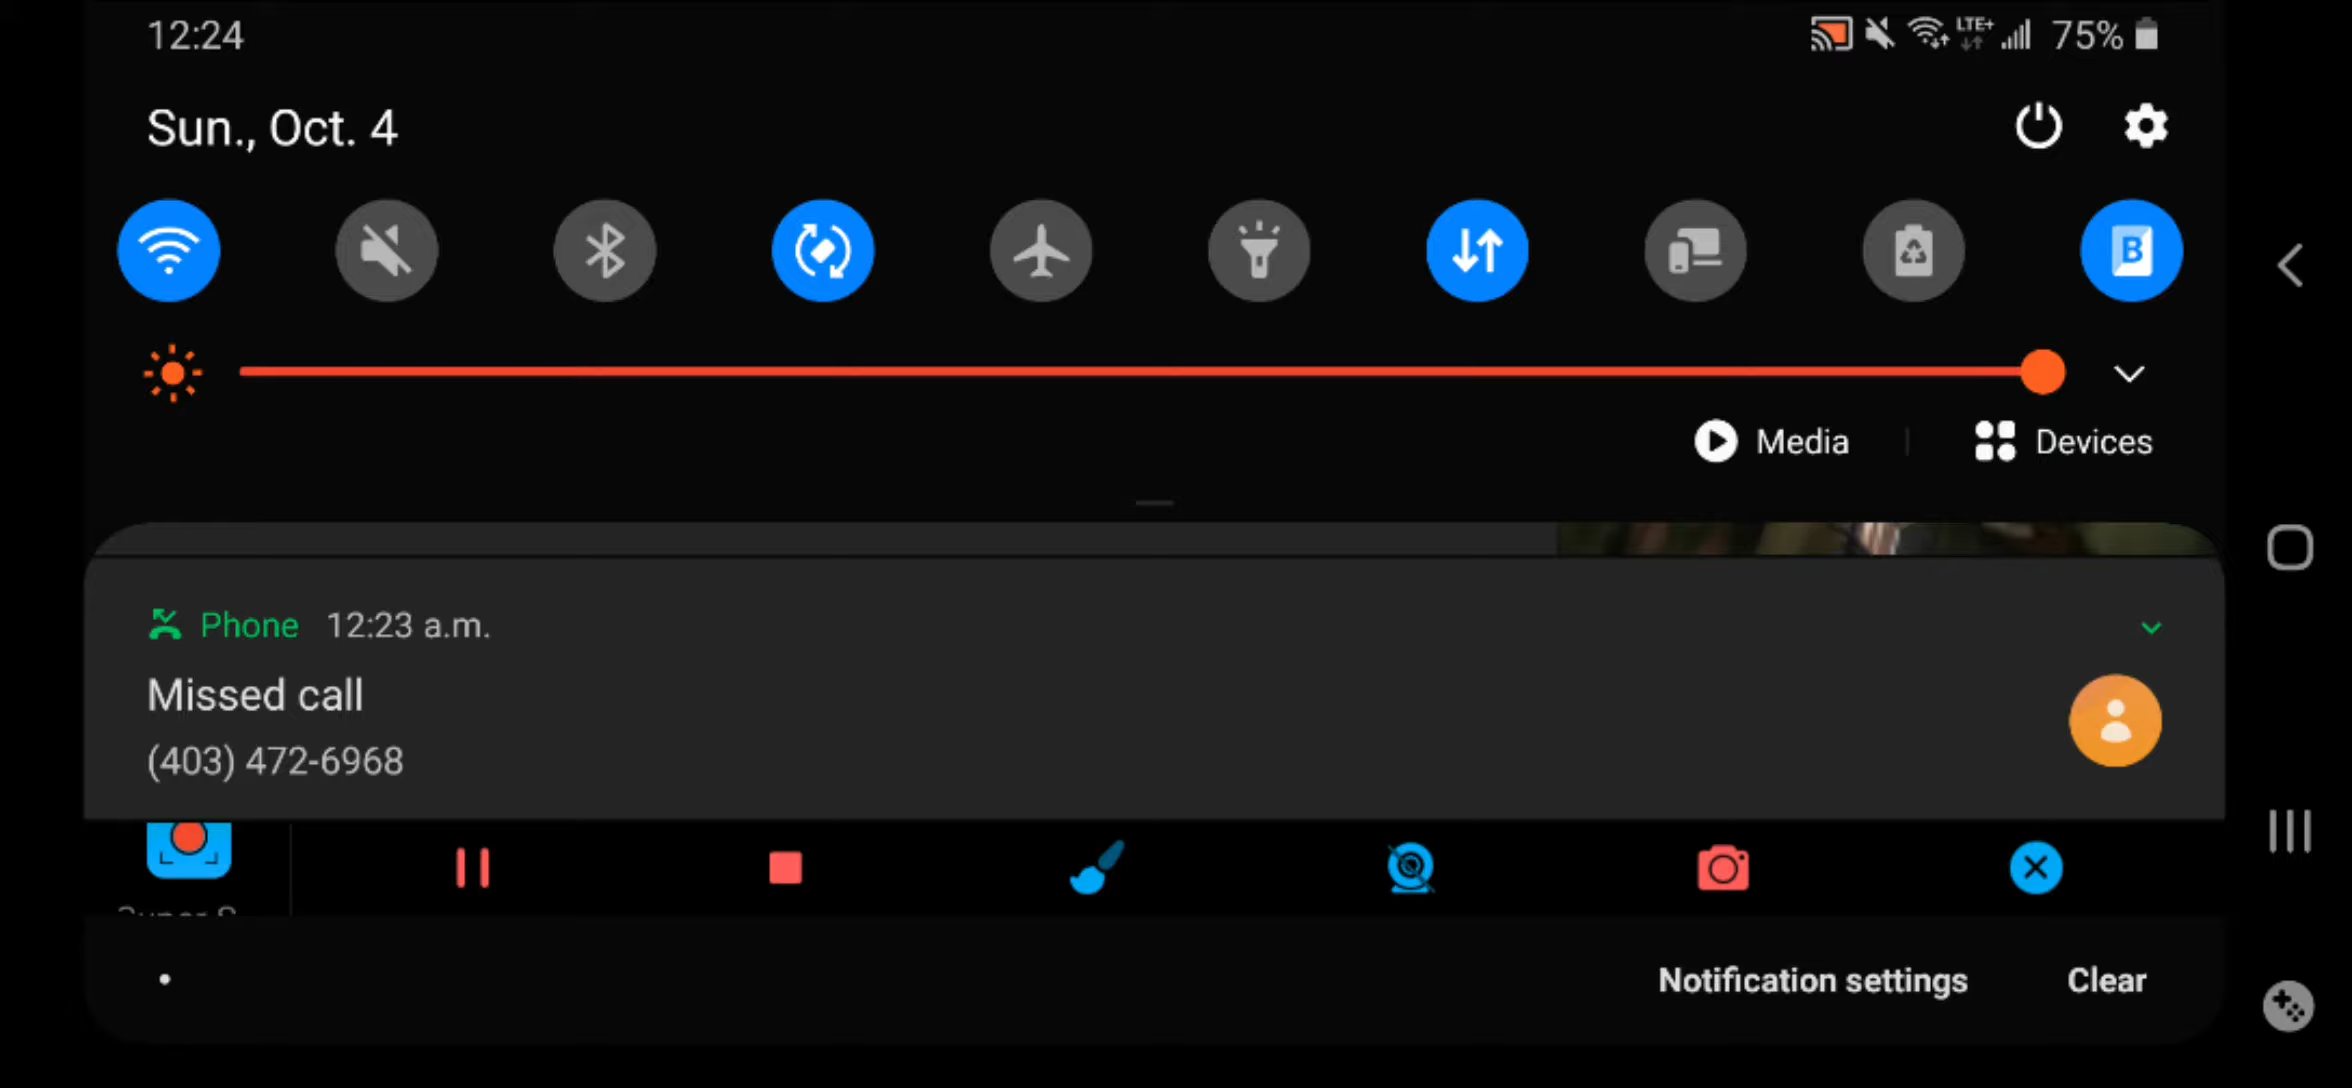 12:24
LTE+ 75%
Sun., Oct. 4
B
Media Devices
Phone 12:23 a.m.
Missed call
(403) 472-6968
Notification settings Clear